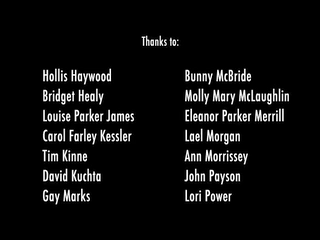 Thanks to:
Hollis Haywood
Bridget Healy
Louise Parker James
Carol Farley Kessler
Tim Kinne
David Kuchta
Gay Marks
Bunny McBride
Molly Mary McLaughlin
Eleanor Parker Merrill
Lael Morgan
Ann Morrissey
John Payson
Lori Power